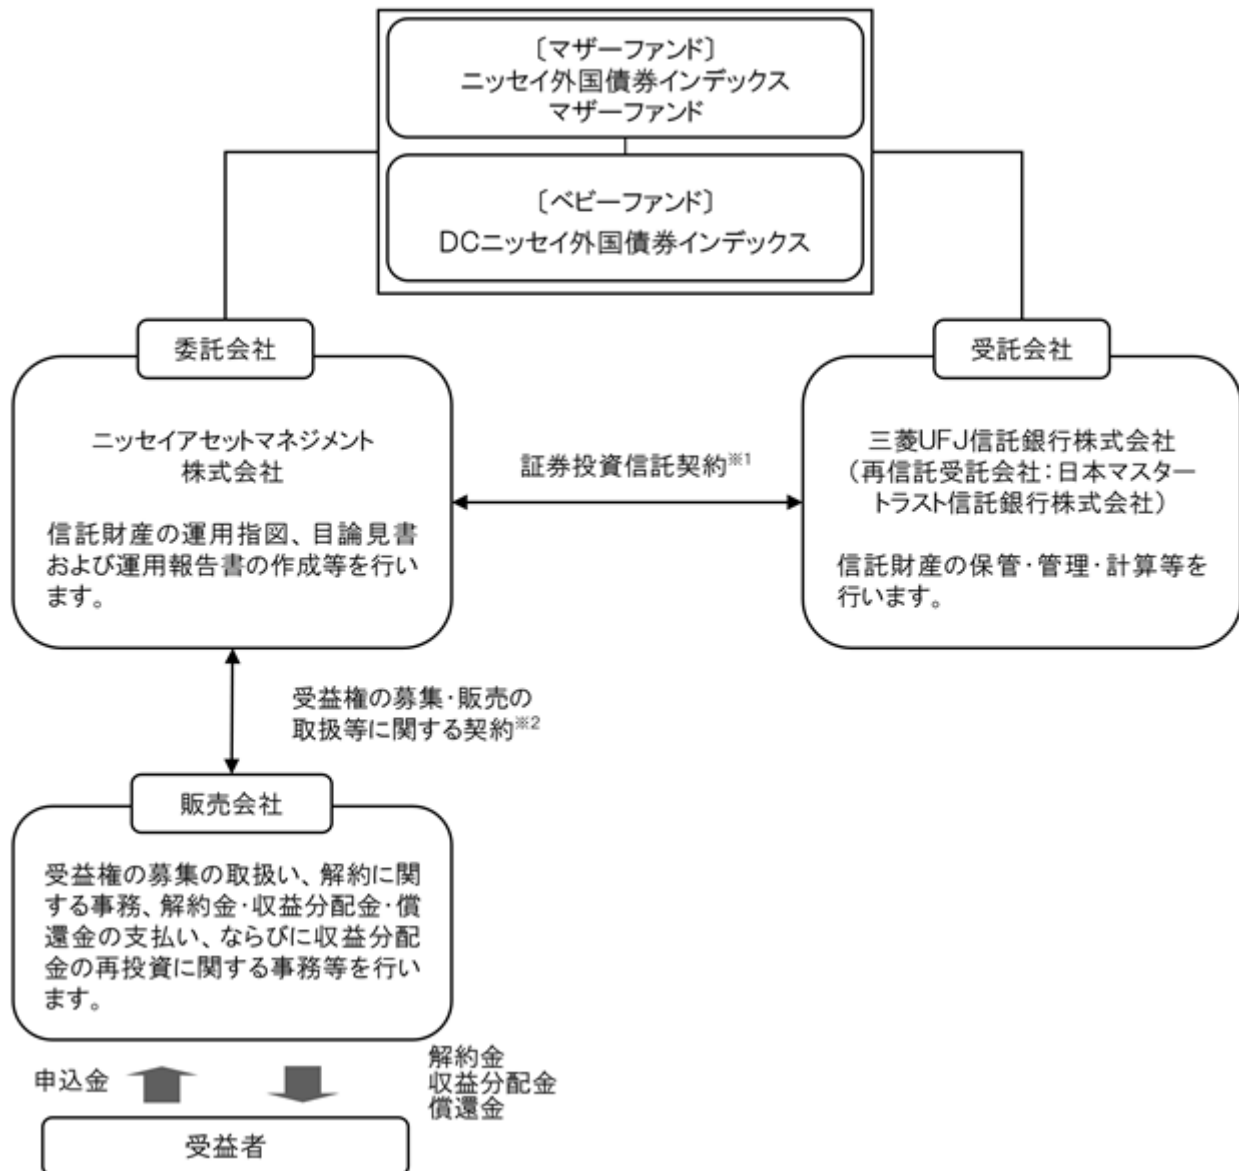 〔マザーファンド〕
ニッセイ外国債券インデックス
マザーファンド
〔ベビーファンド〕
DCニッセイ外国債券インデックス
委託会社
ニッセイアセットマネジメント
株式会社
信託財産の運用指図、目論見書
および運用報告書の作成等を行い
ます。
証券投資信託契約※1
受託会社
三菱UFJ信託銀行株式会社
（再信託受託会社：日本マスター
トラスト信託銀行株式会社）
信託財産の保管・管理・計算等を
行います。
受益権の募集・販売の
取扱等に関する契約※2
販売会社
受益権の募集の取扱い、解約に関
する事務、解約金・収益分配金・償
還金の支払い、ならびに収益分配
金の再投資に関する事務等を行い
ます。
申込金
解約金
収益分配金
償還金
受益者